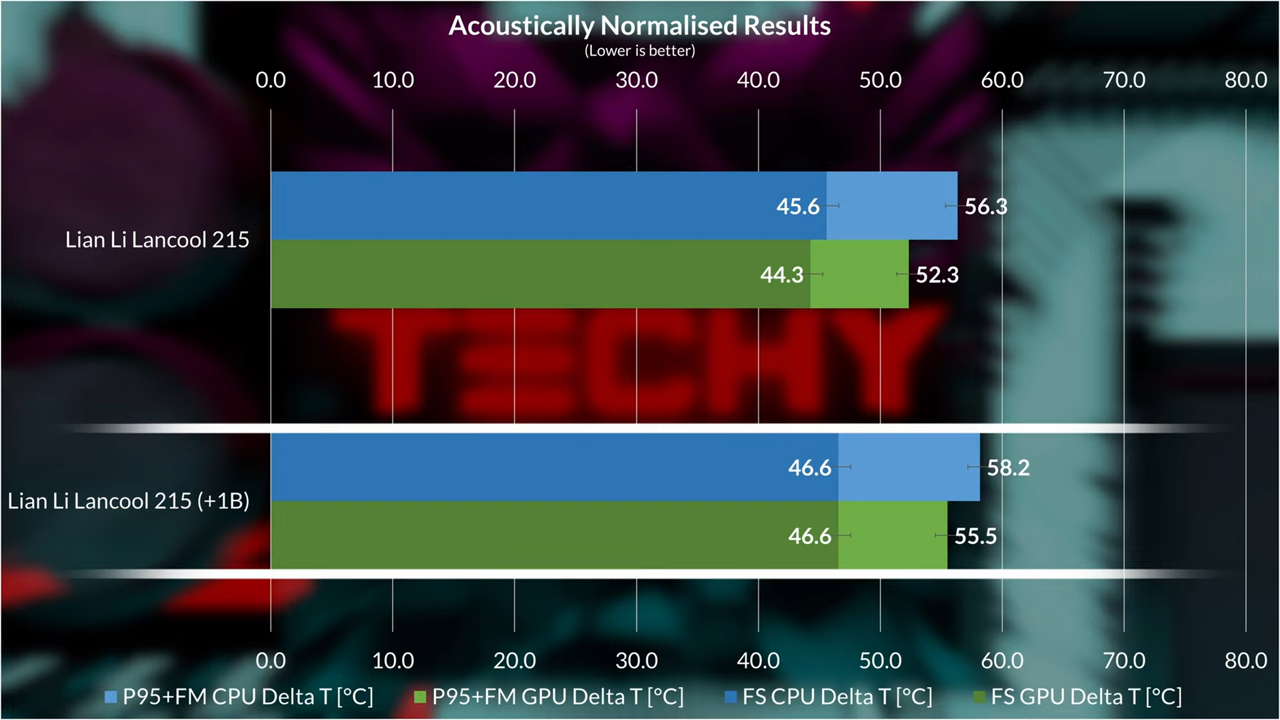 Acoustically Normalised Results
(Lower is better)
0.0 10.0 20.0 30.0 40.0 50.0 60.0 70.0 80.0
45.6 56.3
Lian Li Lancool 215
44.3 52.3
TECHY
46.6 58.2
Lian Li Lancool 215 (+1B)
46.6 55.5
0.0 10.0 20.0 30.0 40.0 50.0 60.0 70.0 80.0
P95+FM CPU Delta T [°C] P95+FM GPU Delta T [°C] FS CPU Delta T [°C] FS GPU Delta T [°C]